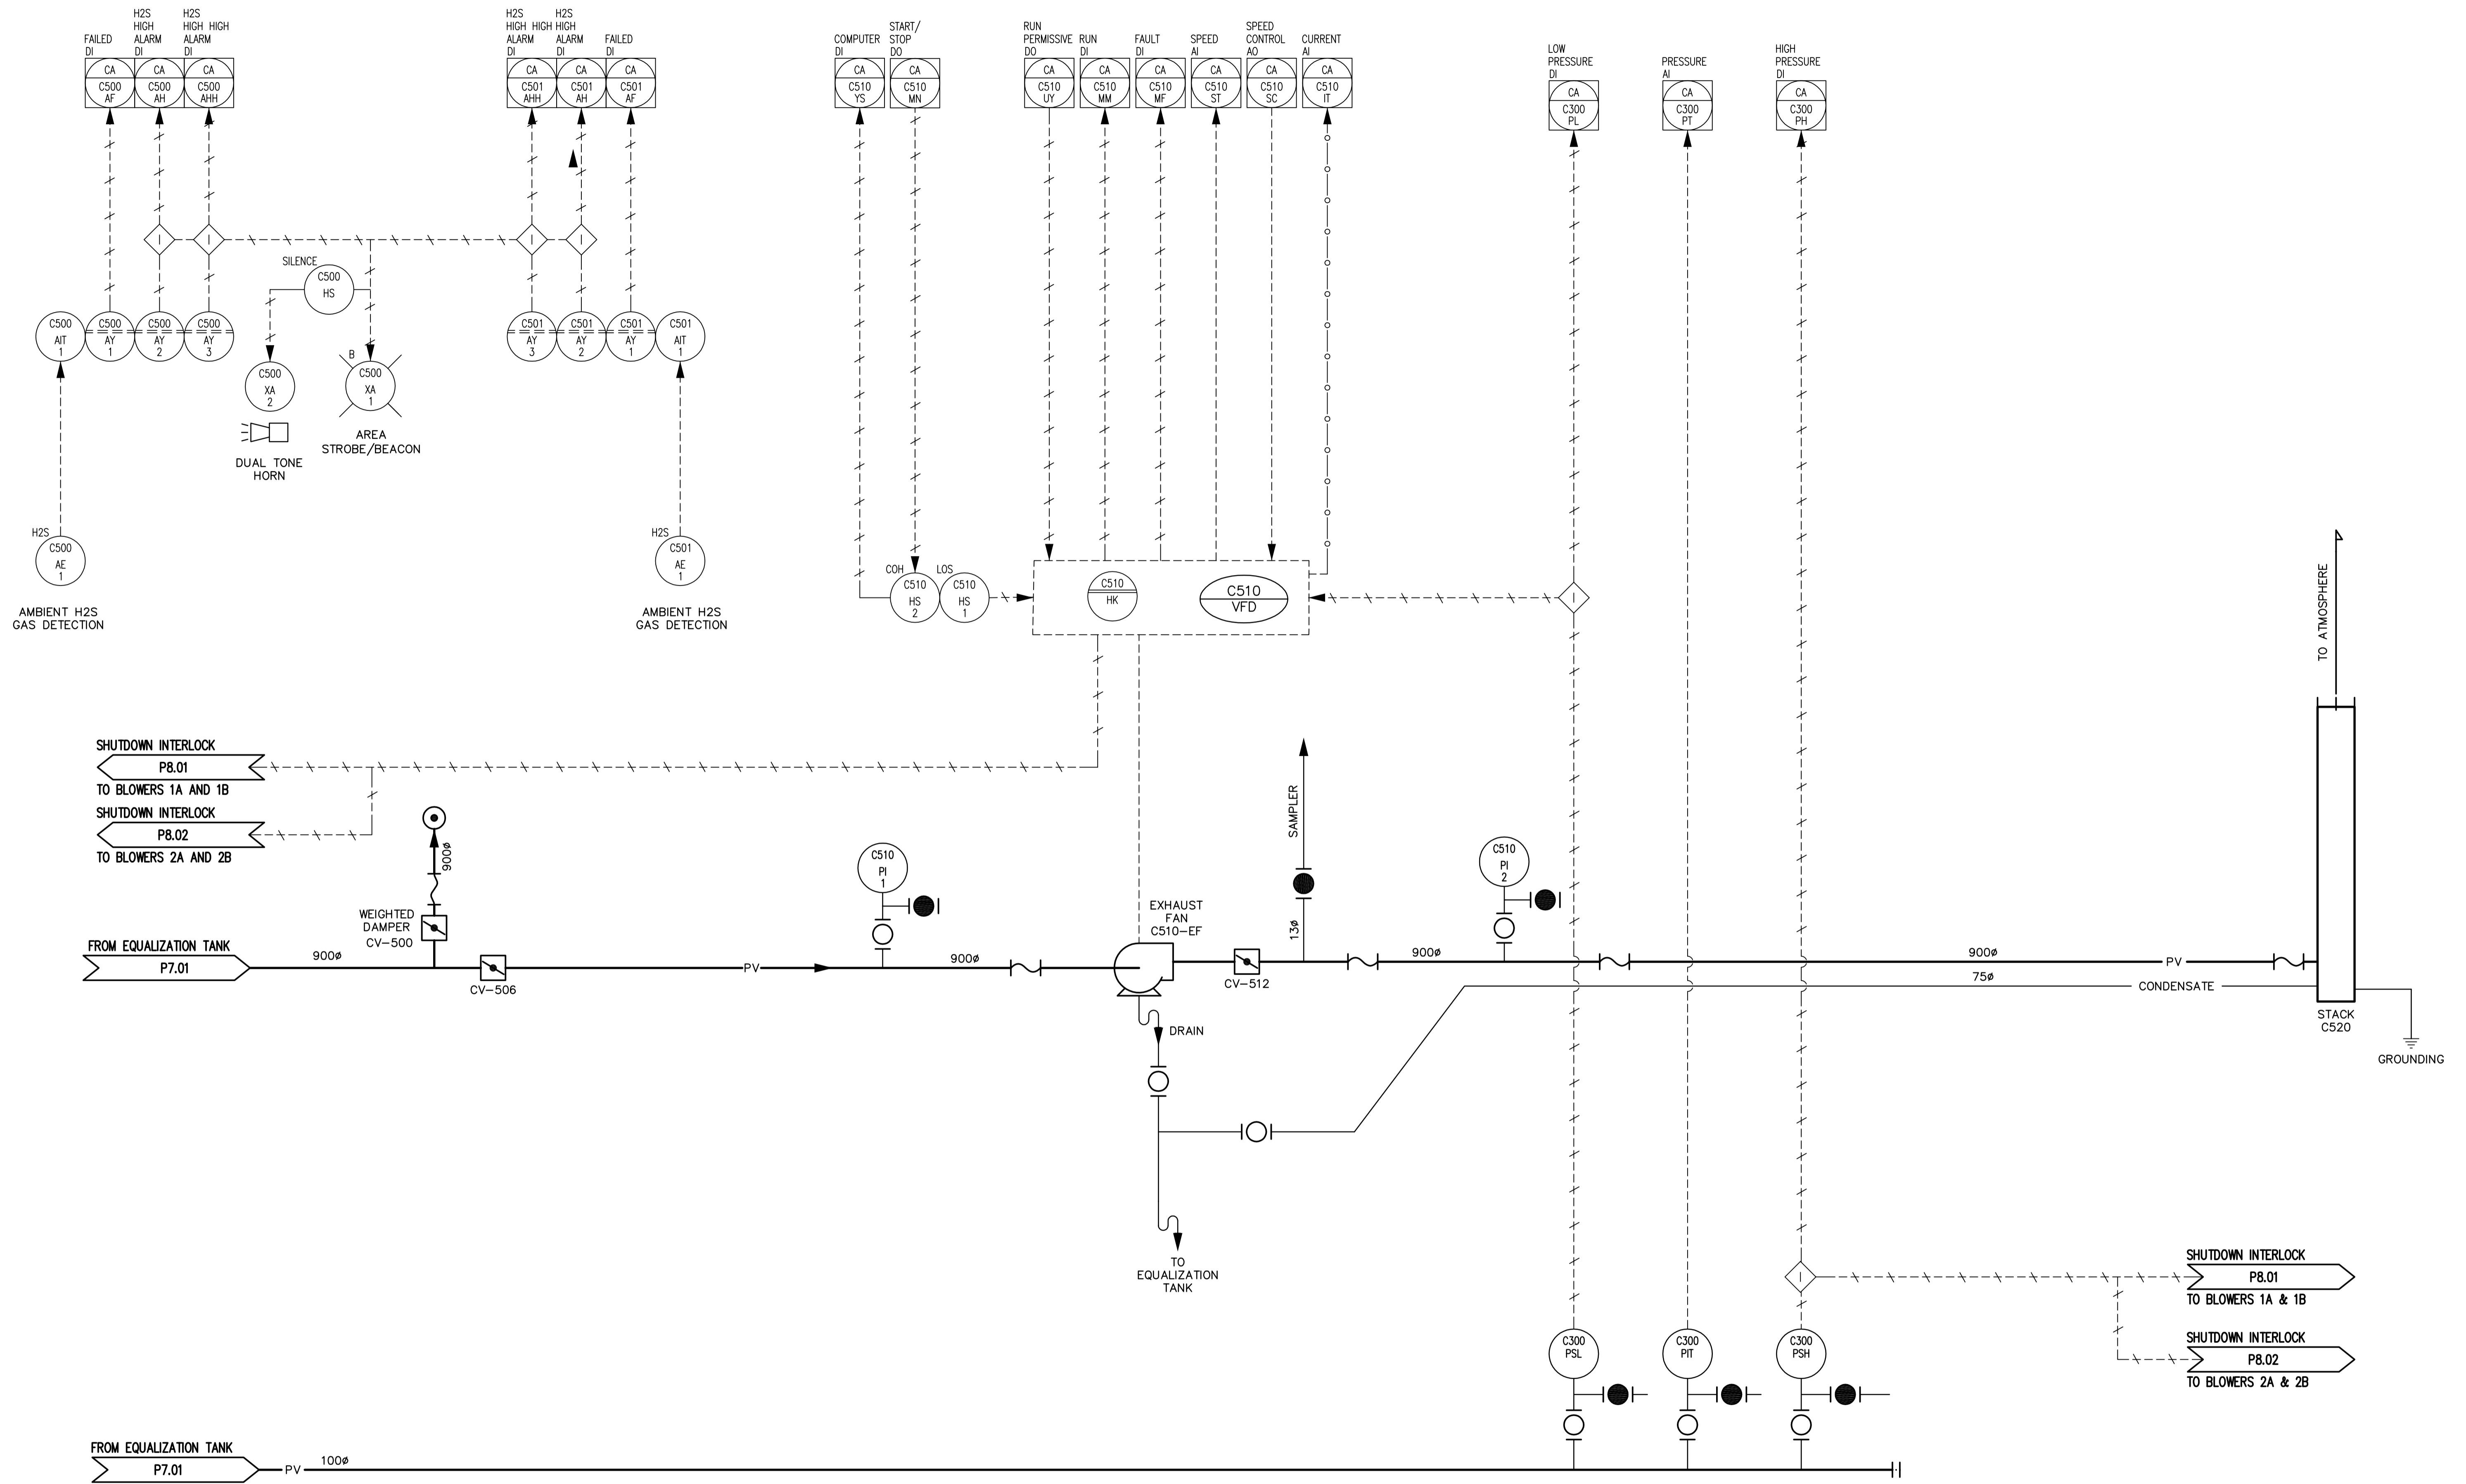 FAILED
DI
H2S
HIGH
ALARM
DI
H2S
HIGH HIGH
ALARM
DI
CA
C500
AF
CA
C500
AH
CA
C500
AHH
H2S
HIGH HIGH
ALARM
DI
H2S
HIGH
ALARM
DI
FAILED
DI
CA
C501
AHH
CA
C501
AH
CA
C501
AF
COMPUTER
DI
START/
STOP
DO
CA
C510
YS
CA
C510
MN
RUN
PERMISSIVE
DO
RUN
DI
FAULT
DI
SPEED
AI
SPEED
CONTROL
AO
CURRENT
AI
CA
C510
UY
CA
C510
MM
CA
C510
MF
CA
C510
ST
CA
C510
SC
CA
C510
IT
LOW
PRESSURE
DI
CA
C300
PL
PRESSURE
AI
CA
C300
PT
HIGH
PRESSURE
DI
CA
C300
PH
I
I
I
I
SILENCE
C500
HS
C500
AIT
1
C500
AY
1
C500
AY
2
C500
AY
3
C501
AY
3
C501
AY
2
C501
AY
1
C501
AIT
1
C500
XA
2
B
C500
XA
1
DUAL TONE
HORN
AREA
STROBE/BEACON
H2S
C500
AE
1
AMBIENT H2S
GAS DETECTION
H2S
C501
AE
1
AMBIENT H2S
GAS DETECTION
COH
C510
HS
2
LOS
C510
HS
1
C510
HK
C510
VFD
I
TO ATMOSPHERE
SHUTDOWN INTERLOCK
P8.01
TO BLOWERS 1A AND 1B
SHUTDOWN INTERLOCK
P8.02
TO BLOWERS 2A AND 2B
900ø
WEIGHTED
DAMPER
CV-500
FROM EQUALIZATION TANK
P7.01
900ø
CV-506
PV
C510
PI
1
900ø
EXHAUST
FAN
C510-EF
CV-512
SAMPLER
13ø
900ø
C510
PI
2
900ø
PV
75ø
CONDENSATE
STACK
C520
GROUNDING
DRAIN
TO
EQUALIZATION
TANK
I
SHUTDOWN INTERLOCK
P8.01
TO BLOWERS 1A & 1B
SHUTDOWN INTERLOCK
P8.02
TO BLOWERS 2A & 2B
C300
PSL
C300
PIT
C300
PSH
FROM EQUALIZATION TANK
P7.01
PV
100ø